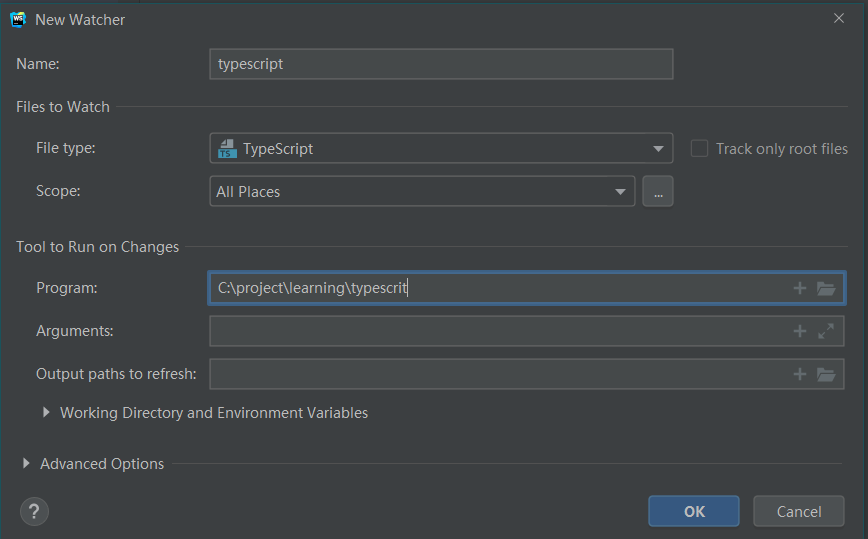 WS New Watcher
Name: typescript
Files to Watch
File type: TS TypeScript Track only root files
Scope: All Places ...
Tool to Run on Changes
Program: C:\project\learning\typescrit
Arguments:
Output paths to refresh:
Working Directory and Environment Variables
Advanced Options
? OK Cancel